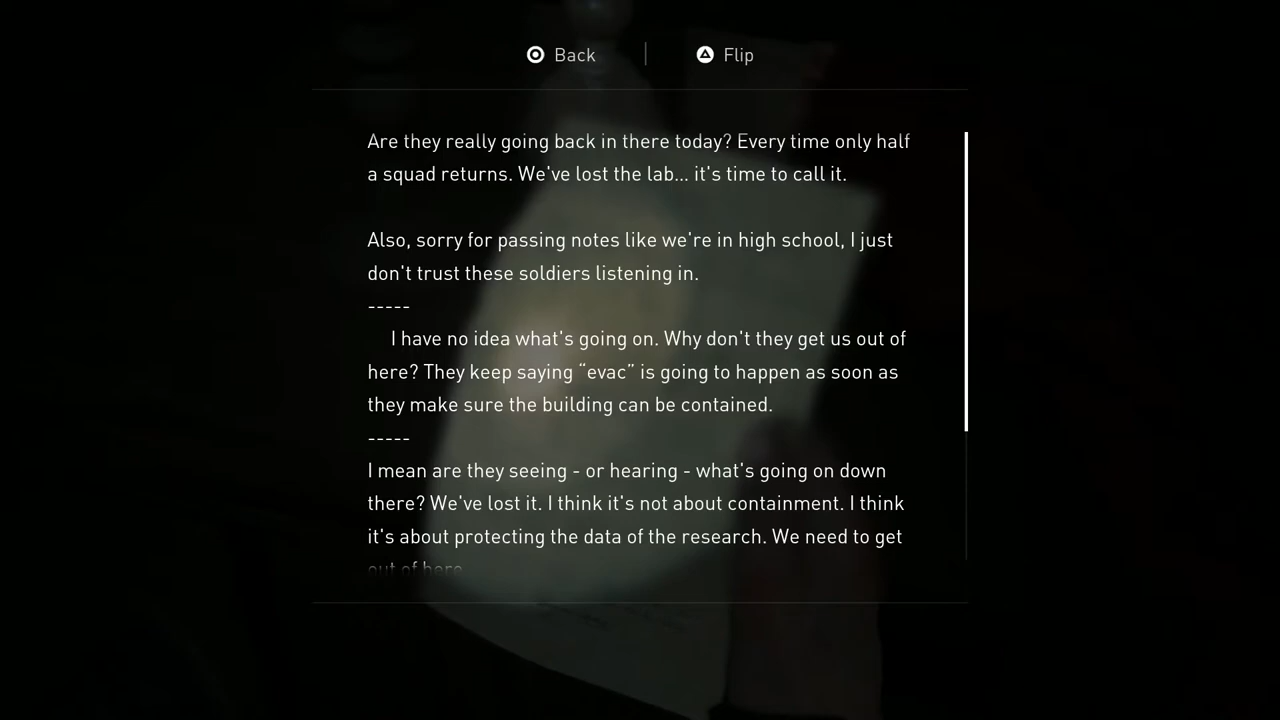 Back
Flip
Are they really going back in there today? Every time only half
a squad returns. We've lost the lab... it's time to call it.
Also, sorry for passing notes like we're in high school, I just
don't trust these soldiers listening in.
-----
I have no idea what's going on. Why don't they get us out of
here? They keep saying “evac” is going to happen as soon as
they make sure the building can be contained.
-----
I mean are they seeing - or hearing - what's going on down
there? We've lost it. I think it's not about containment. I think
it's about protecting the data of the research. We need to get
out of here